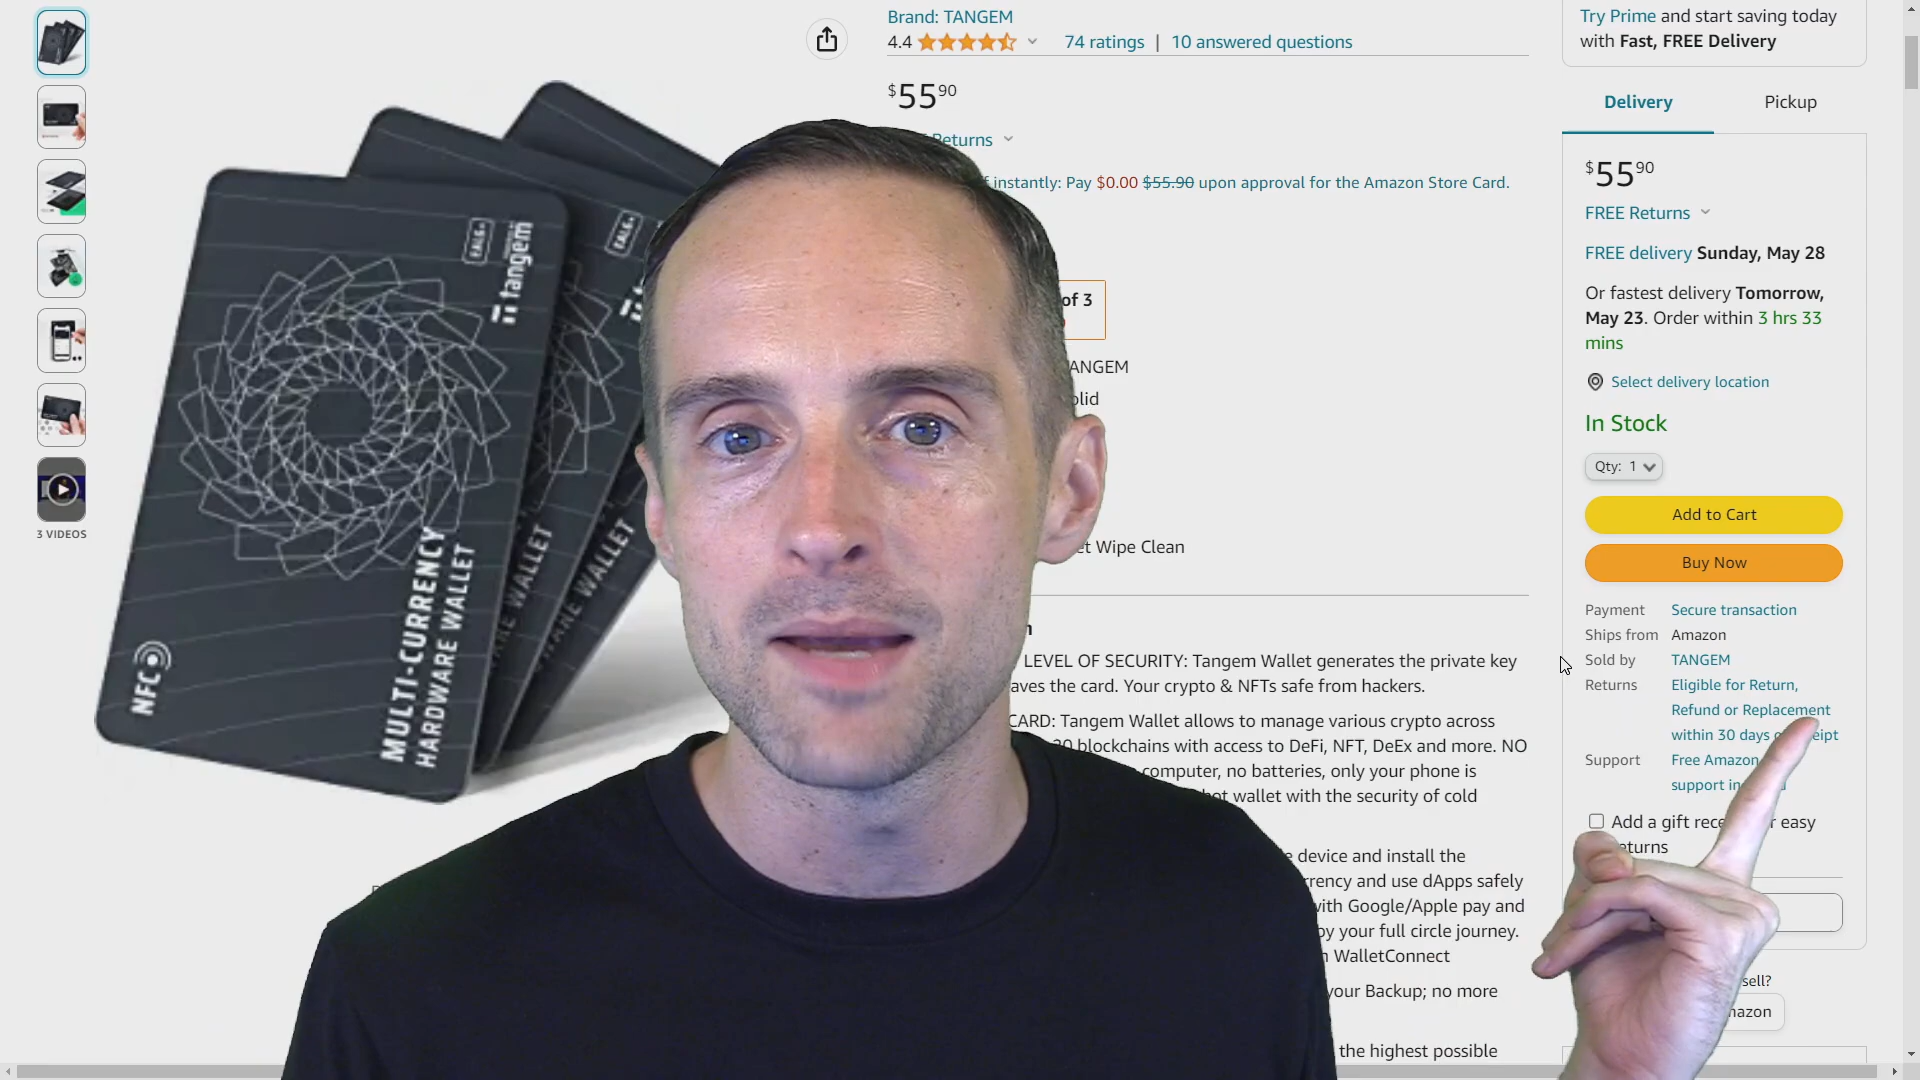 3 VIDEOS
EAL6+
tangem
MULTI-CURRENCY
HARDWARE WALLET
NFC
EAL6+
WALLET
HARDWARE WALLET
Brand: TANGEM
4.4
74 ratings | 10 answered questions
$55 90
Returns
instantly: Pay $0.00 $55.90 upon approval for the Amazon Store Card.
of 3
TANGEM
Wipe Clean
LEVEL OF SECURITY: Tangem Wallet generates the private key
the card. Your crypto & NFTs safe from hackers.
CARD: Tangem Wallet allows to manage various crypto across
20 blockchains with access to DeFi, NFT, DeEx and more. NO
computer, no batteries, only your phone is
hot wallet with the security of cold
device and install the
and use dApps safely
with Google/Apple pay and
your full circle journey.
WalletConnect
your Backup; no more
the highest possible
Try Prime and start saving today
with Fast, FREE Delivery
Delivery
Pickup
$55 90
FREE Returns
FREE delivery Sunday, May 28
Or fastest delivery Tomorrow,
May 23. Order within 3 hrs 33
mins
Select delivery location
In Stock
Qty: 1
Add to Cart
Buy Now
Payment Secure transaction
Ships from Amazon
Sold by TANGEM
Returns Eligible for Return,
Refund or Replacement
within 30 days
Support Free Amazon
support
Add a gift easy
sell?